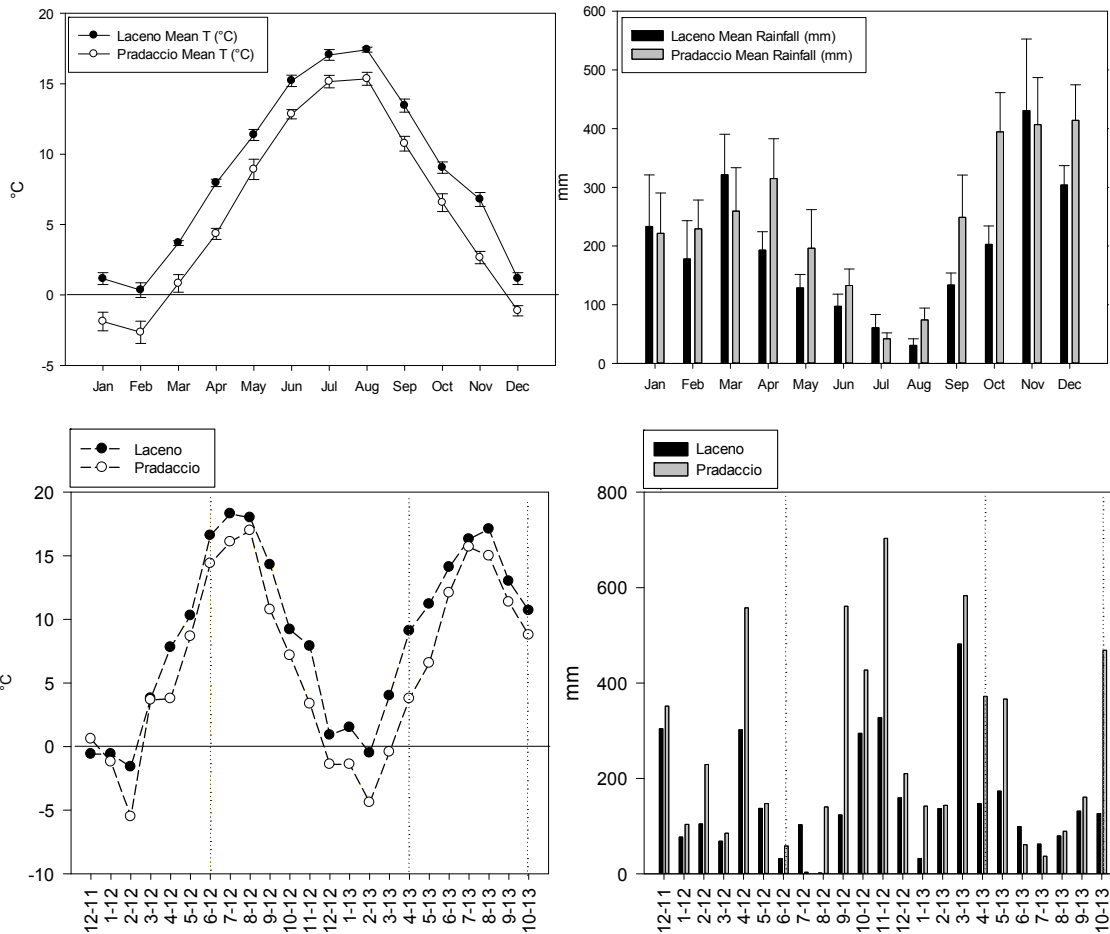 Laceno Mean T (°C)
Pradaccio Mean T (°C)
°C
20
15
10
5
0
-5
Jan Feb Mar Apr May Jun Jul Aug Sep Oct Nov Dec
Laceno Mean Rainfall (mm)
Pradaccio Mean Rainfall (mm)
mm
600
500
400
300
200
100
0
Jan Feb Mar Apr May Jun Jul Aug Sep Oct Nov Dec
Laceno
Pradaccio
°C
20
15
10
5
0
-5
-10
12-11 1-12 2-12 3-12 4-12 5-12 6-12 7-12 8-12 9-12 10-12 11-12 12-12 1-13 2-13 3-13 4-13 5-13 6-13 7-13 8-13 9-13 10-13
Laceno
Pradaccio
mm
800
600
400
200
0
12-11 1-12 2-12 3-12 4-12 5-12 6-12 7-12 8-12 9-12 10-12 11-12 12-12 1-13 2-13 3-13 4-13 5-13 6-13 7-13 8-13 9-13 10-13